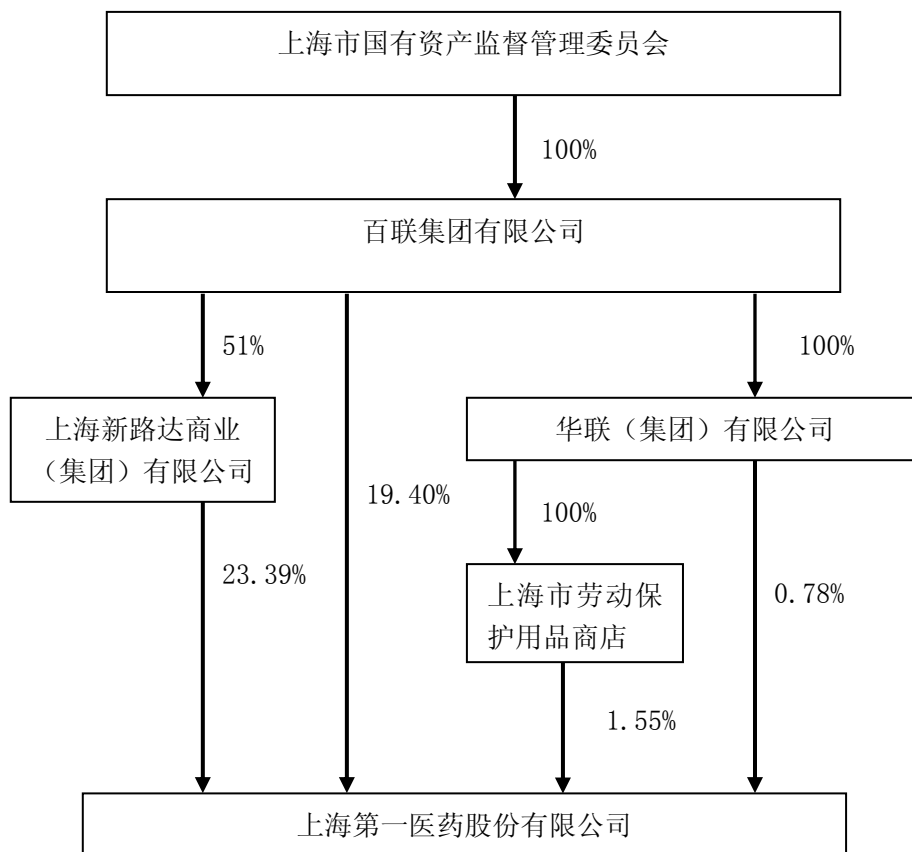 上海市国有资产监督管理委员会
100%
百联集团有限公司
51%
100%
上海新路达商业
（集团）有限公司
华联（集团）有限公司
19.40%
100%
23.39%
上海市劳动保
护用品商店
0.78%
1.55%
上海第一医药股份有限公司